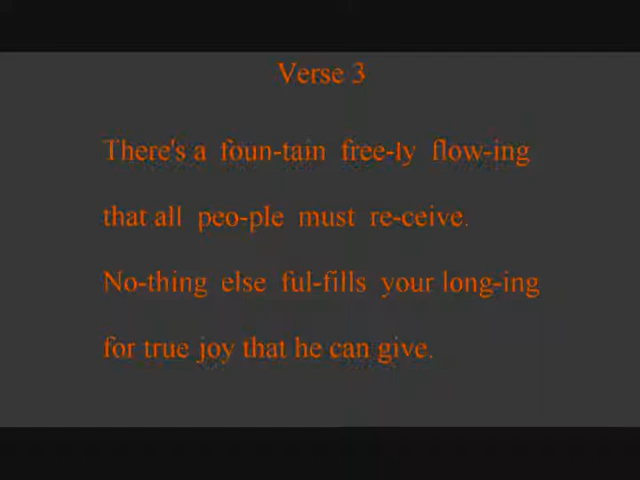 Verse 3
There's a foun-tain free-ly flow-ing
that all peo-ple must re-ceive.
No-thing else ful-fills your long-ing
for true joy that he can give.